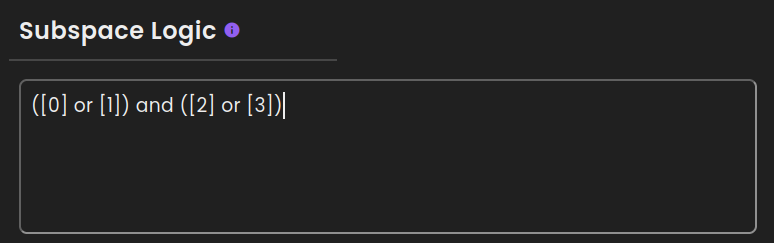 Subspace Logic
([0] or [1]) and ([2] or [3])